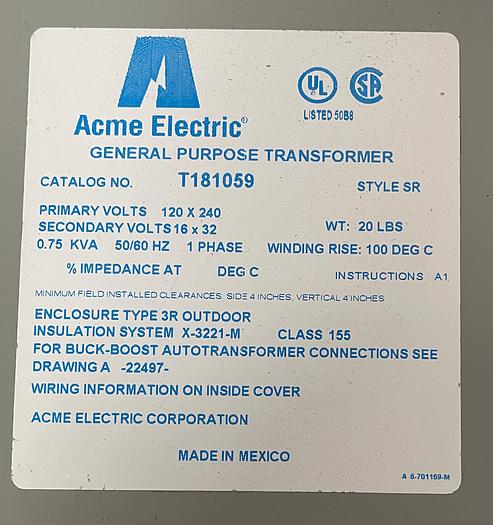 UL
SA
LISTED 50B8
Acme Electric®
GENERAL PURPOSE TRANSFORMER
CATALOG NO. T181059 STYLE SR
PRIMARY VOLTS 120 X 240
SECONDARY VOLTS 16 x 32 WT: 20 LBS
0.75 KVA 50/60 HZ 1 PHASE WINDING RISE: 100 DEG C
% IMPEDANCE AT DEG C INSTRUCTIONS A1
MINIMUM FIELD INSTALLED CLEARANCES: SIDE 4 INCHES, VERTICAL 4 INCHES
ENCLOSURE TYPE 3R OUTDOOR
INSULATION SYSTEM X-3221-M CLASS 155
FOR BUCK-BOOST AUTOTRANSFORMER CONNECTIONS SEE
DRAWING A -22497-
WIRING INFORMATION ON INSIDE COVER
ACME ELECTRIC CORPORATION
MADE IN MEXICO
A 6-701169-M